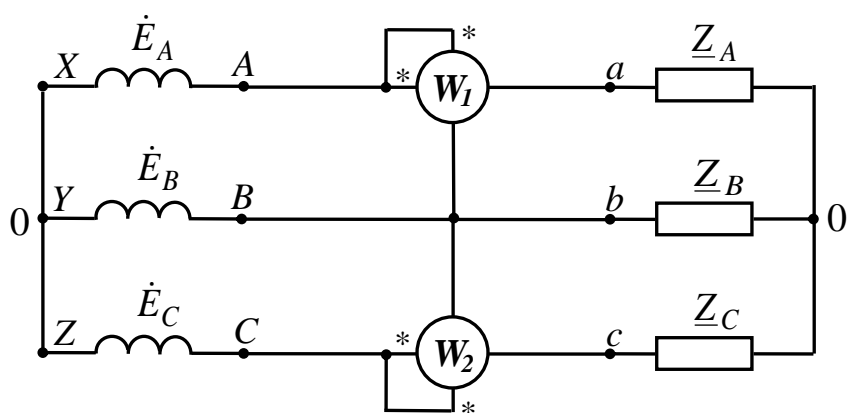 Ė_A *
X A * W₁ a Z_A
Ė_B
0 Y B b Z_B 0
Ė_C
Z C * W₂ c Z_C
*